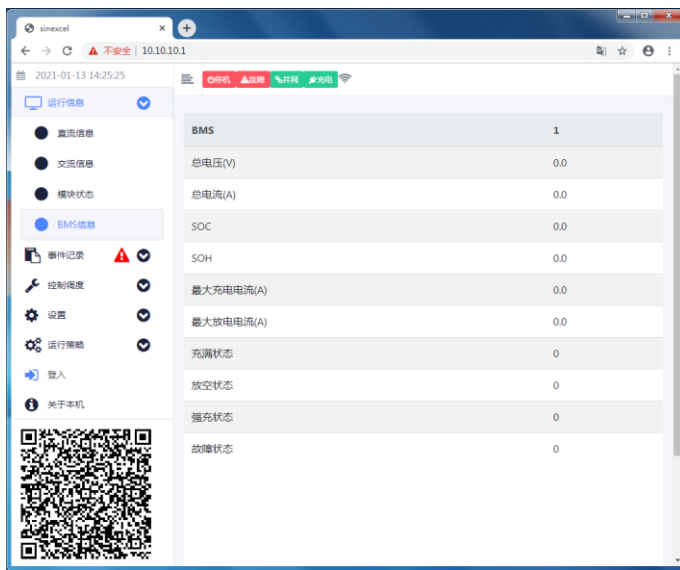 sinexcel
不安全 | 10.10.10.1
2021-01-13 14:25:25
停机 故障 并网 充电
运行信息
直流信息
交流信息
模块状态
BMS信息
事件记录
控制调度
设置
运行策略
登入
关于本机
BMS 1
总电压(V) 0.0
总电流(A) 0.0
SOC 0.0
SOH 0.0
最大充电电流(A) 0.0
最大放电电流(A) 0.0
充满状态 0
放空状态 0
强充状态 0
故障状态 0